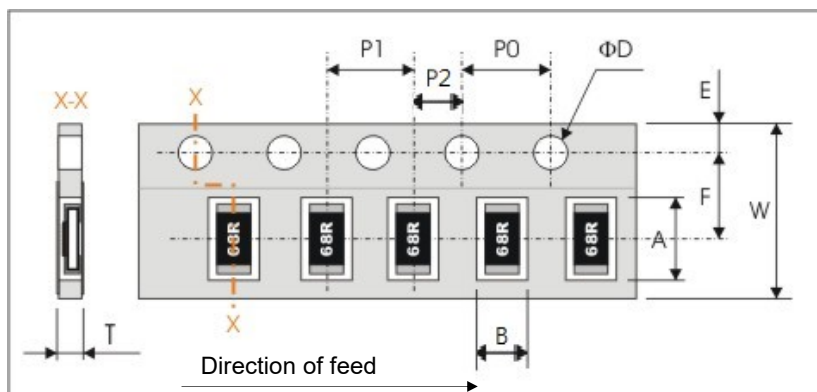 P1
P0
ΦD
P2
E
X-X
X
F
W
68R
68R
68R
68R
68R
A
X
T
B
Direction of feed